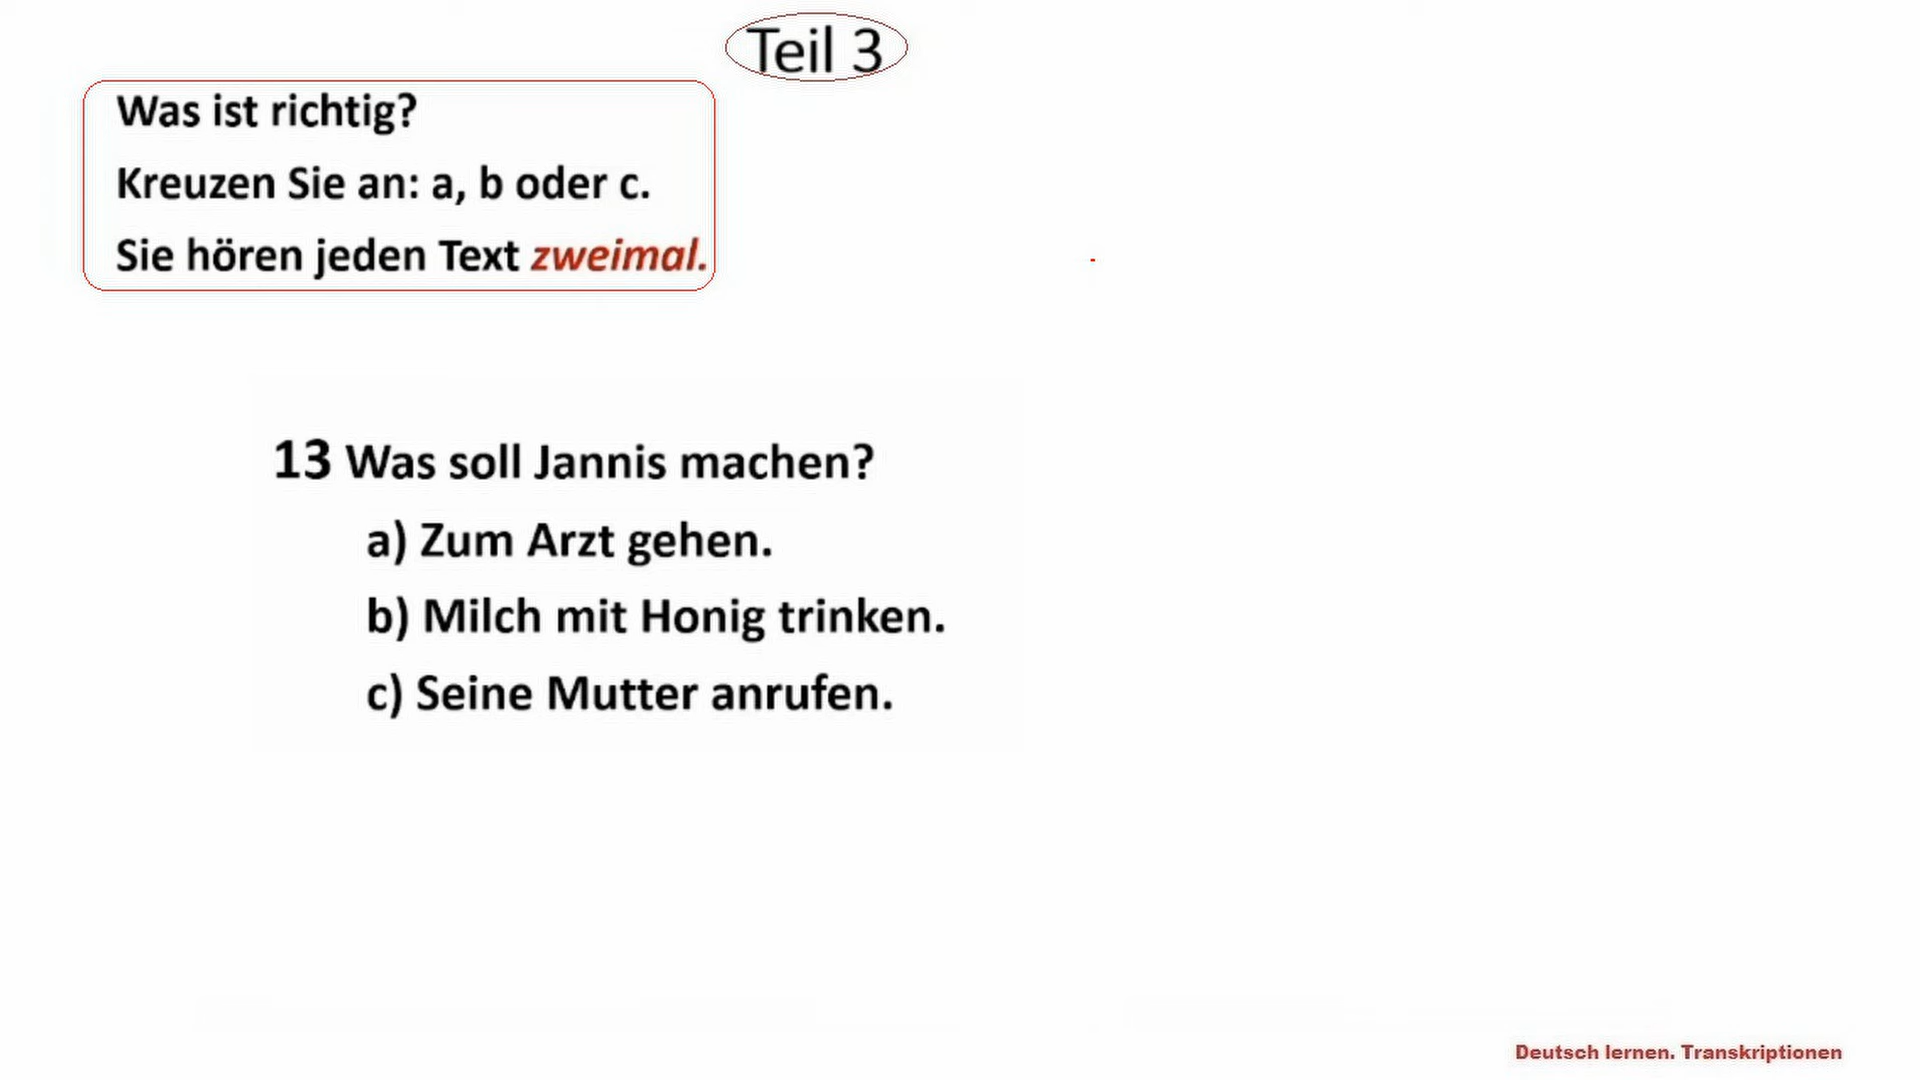 Teil 3
Was ist richtig?
Kreuzen Sie an: a, b oder c.
Sie hören jeden Text zweimal.
13 Was soll Jannis machen?
a) Zum Arzt gehen.
b) Milch mit Honig trinken.
c) Seine Mutter anrufen.
Deutsch lernen. Transkriptionen